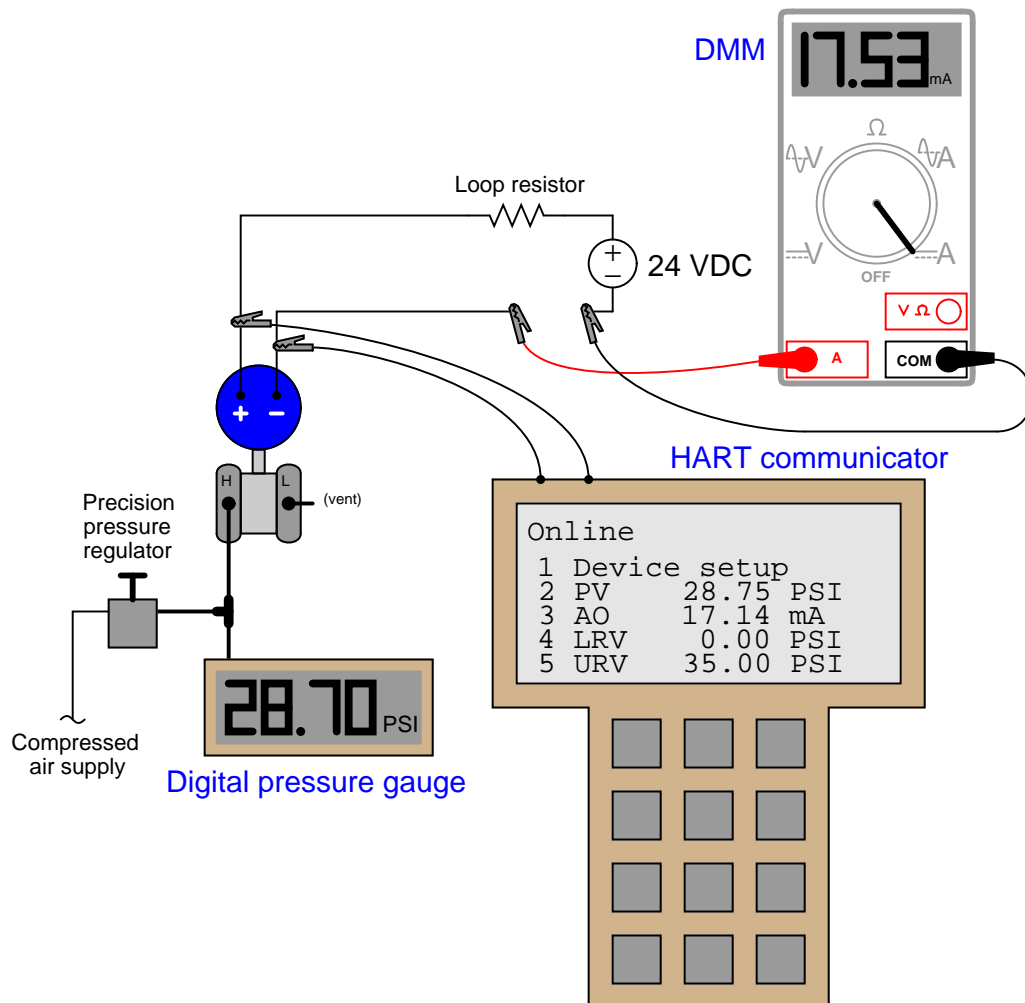 DMM
17.53 mA
Ω
V
A
V
A
OFF
V Ω
A
COM
Loop resistor
+
−
24 VDC
+ −
H
L
(vent)
Precision
pressure
regulator
HART communicator
Online
1 Device setup
2 PV 28.75 PSI
3 AO 17.14 mA
4 LRV 0.00 PSI
5 URV 35.00 PSI
28.70 PSI
Compressed
air supply
Digital pressure gauge